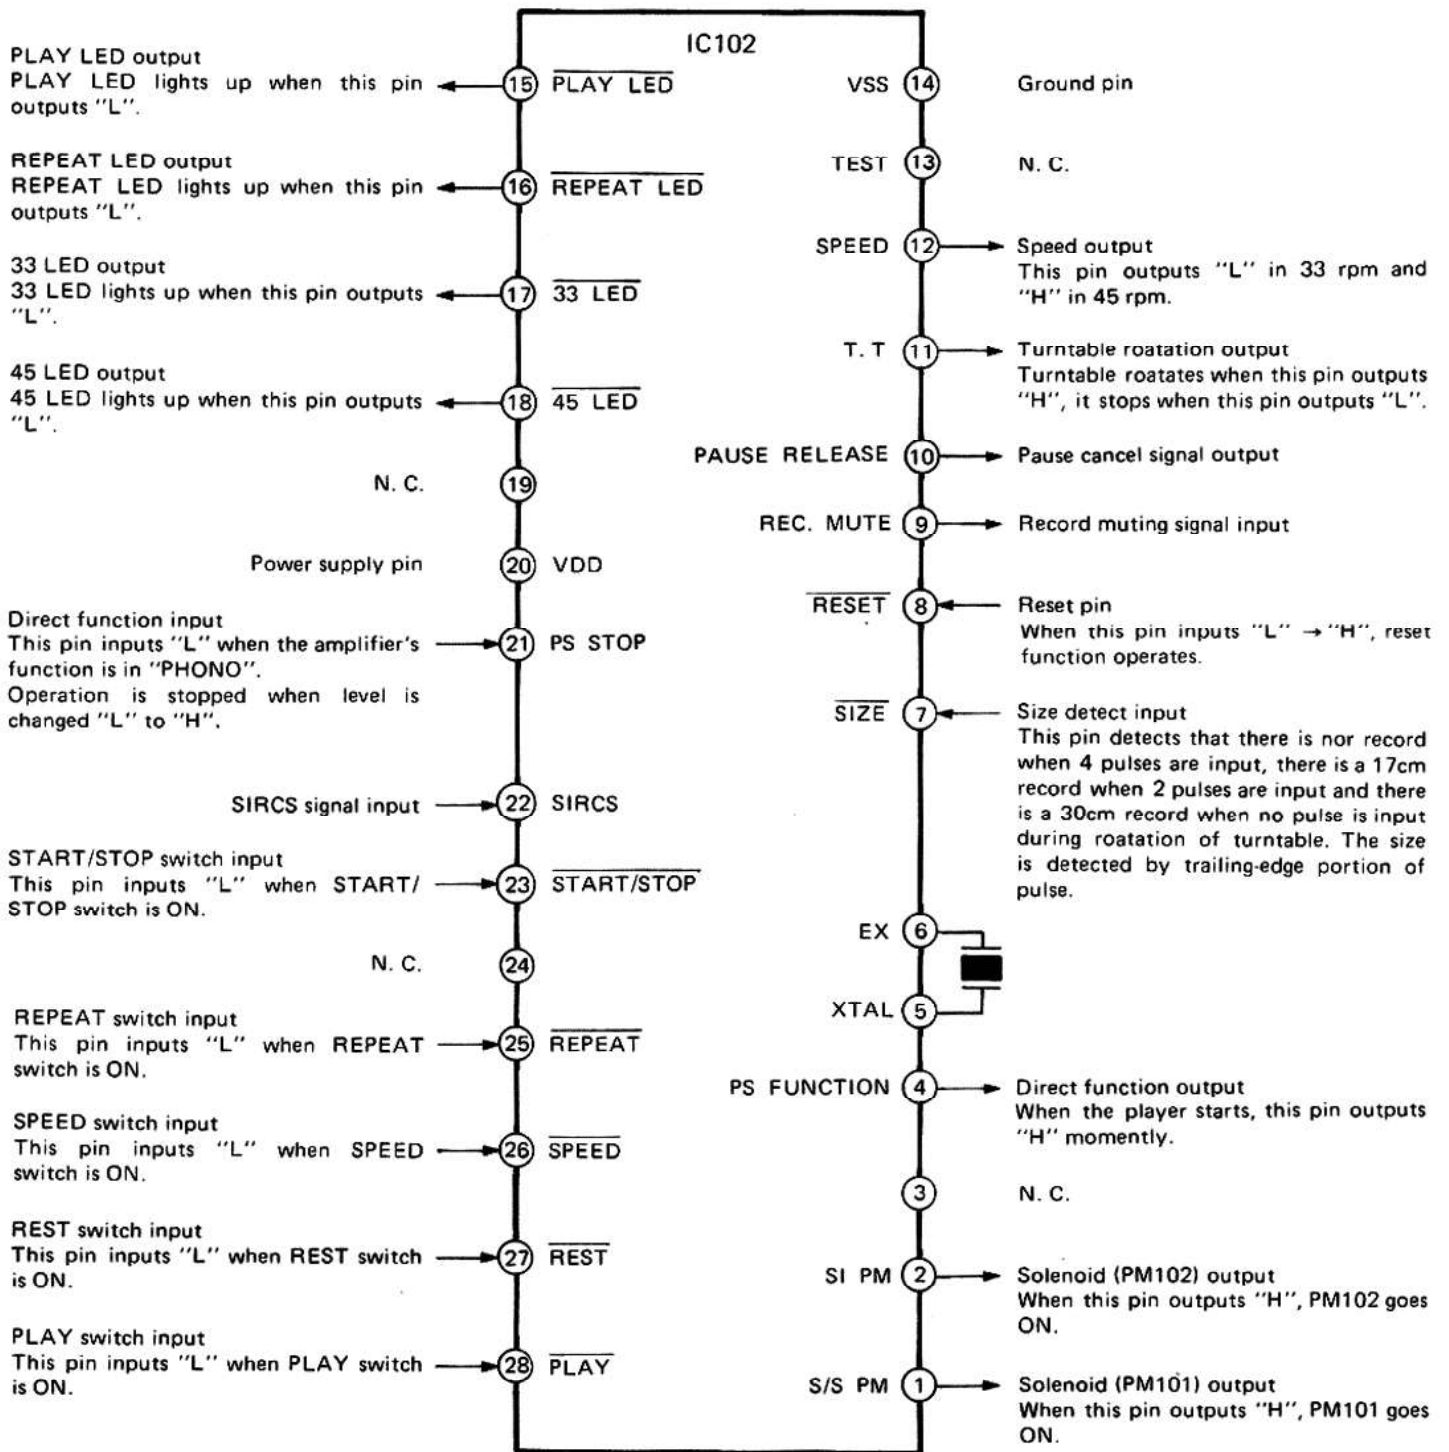 IC102
PLAY LED output
PLAY LED lights up when this pin
outputs "L".
15 PLAY LED
REPEAT LED output
REPEAT LED lights up when this pin
outputs "L".
16 REPEAT LED
33 LED output
33 LED lights up when this pin outputs
"L".
17 33 LED
45 LED output
45 LED lights up when this pin outputs
"L".
18 45 LED
N. C. 19
Power supply pin 20 VDD
Direct function input
This pin inputs "L" when the amplifier's
function is in "PHONO".
Operation is stopped when level is
changed "L" to "H".
21 PS STOP
SIRCS signal input 22 SIRCS
START/STOP switch input
This pin inputs "L" when START/
STOP switch is ON.
23 START/STOP
N. C. 24
REPEAT switch input
This pin inputs "L" when REPEAT
switch is ON.
25 REPEAT
SPEED switch input
This pin inputs "L" when SPEED
switch is ON.
26 SPEED
REST switch input
This pin inputs "L" when REST switch
is ON.
27 REST
PLAY switch input
This pin inputs "L" when PLAY switch
is ON.
28 PLAY
VSS 14 Ground pin
TEST 13 N. C.
SPEED 12 Speed output
This pin outputs "L" in 33 rpm and
"H" in 45 rpm.
T. T 11 Turntable roatation output
Turntable roatates when this pin outputs
"H", it stops when this pin outputs "L".
PAUSE RELEASE 10 Pause cancel signal output
REC. MUTE 9 Record muting signal input
RESET 8 Reset pin
When this pin inputs "L" → "H", reset
function operates.
SIZE 7 Size detect input
This pin detects that there is nor record
when 4 pulses are input, there is a 17cm
record when 2 pulses are input and there
is a 30cm record when no pulse is input
during roatation of turntable. The size
is detected by trailing-edge portion of
pulse.
EX 6
XTAL 5
PS FUNCTION 4 Direct function output
When the player starts, this pin outputs
"H" momently.
3 N. C.
SI PM 2 Solenoid (PM102) output
When this pin outputs "H", PM102 goes
ON.
S/S PM 1 Solenoid (PM101) output
When this pin outputs "H", PM101 goes
ON.